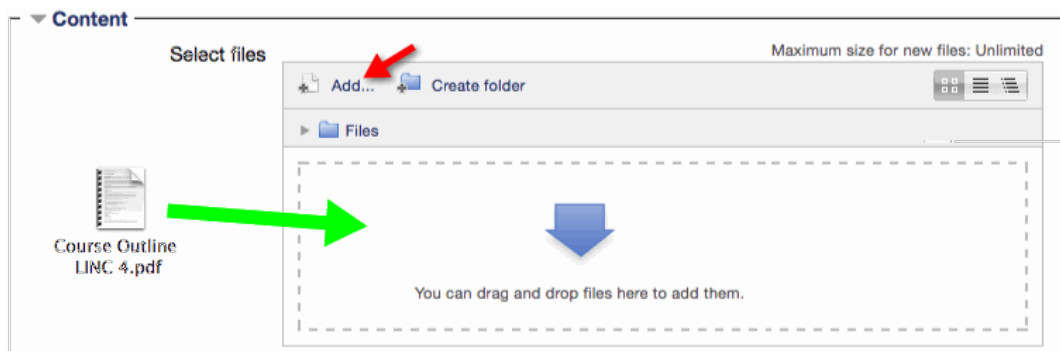 Content
Select files
Maximum size for new files: Unlimited
Add... Create folder
Files
Course Outline
LINC 4.pdf
You can drag and drop files here to add them.